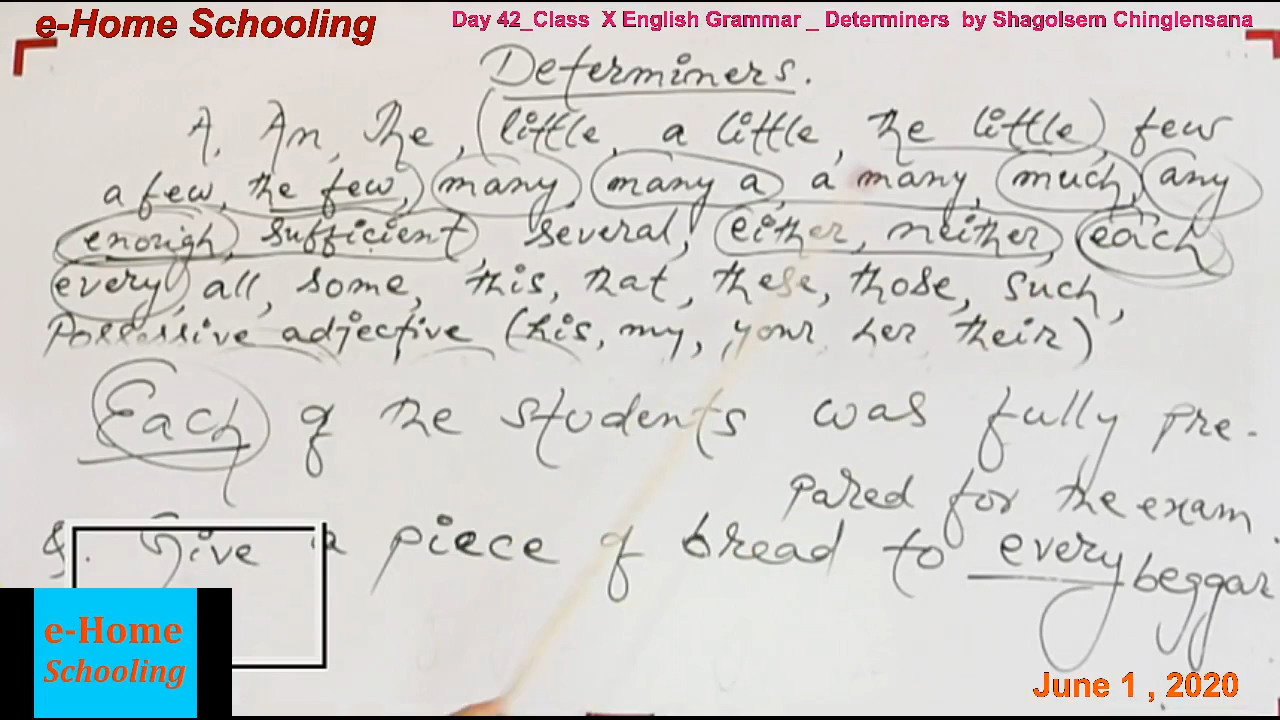 e-Home Schooling
Day 42_Class X English Grammar _ Determiners by Shagolsem Chinglensana
Determiners.
A, An, The, (little, a little, the little) few
a few, the few,) many, many a, a many, much, any
enough, sufficient, several, either, neither, each
every, all, some, this, that, these, those, such,
Possessive adjective (his, my, your her their)
Each of the students was fully pre-
pared for the exam.
&. Give a piece of bread to every beggar
e-Home
Schooling
June 1 , 2020